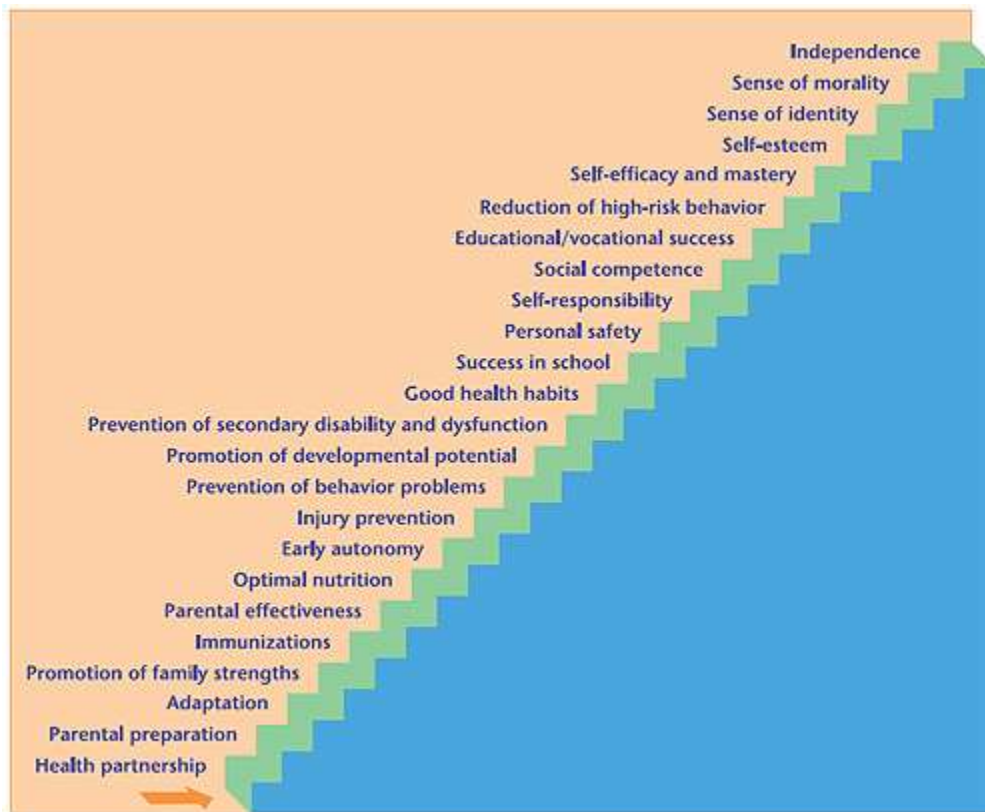 Independence
Sense of morality
Sense of identity
Self-esteem
Self-efficacy and mastery
Reduction of high-risk behavior
Educational/vocational success
Social competence
Self-responsibility
Personal safety
Success in school
Good health habits
Prevention of secondary disability and dysfunction
Promotion of developmental potential
Prevention of behavior problems
Injury prevention
Early autonomy
Optimal nutrition
Parental effectiveness
Immunizations
Promotion of family strengths
Adaptation
Parental preparation
Health partnership